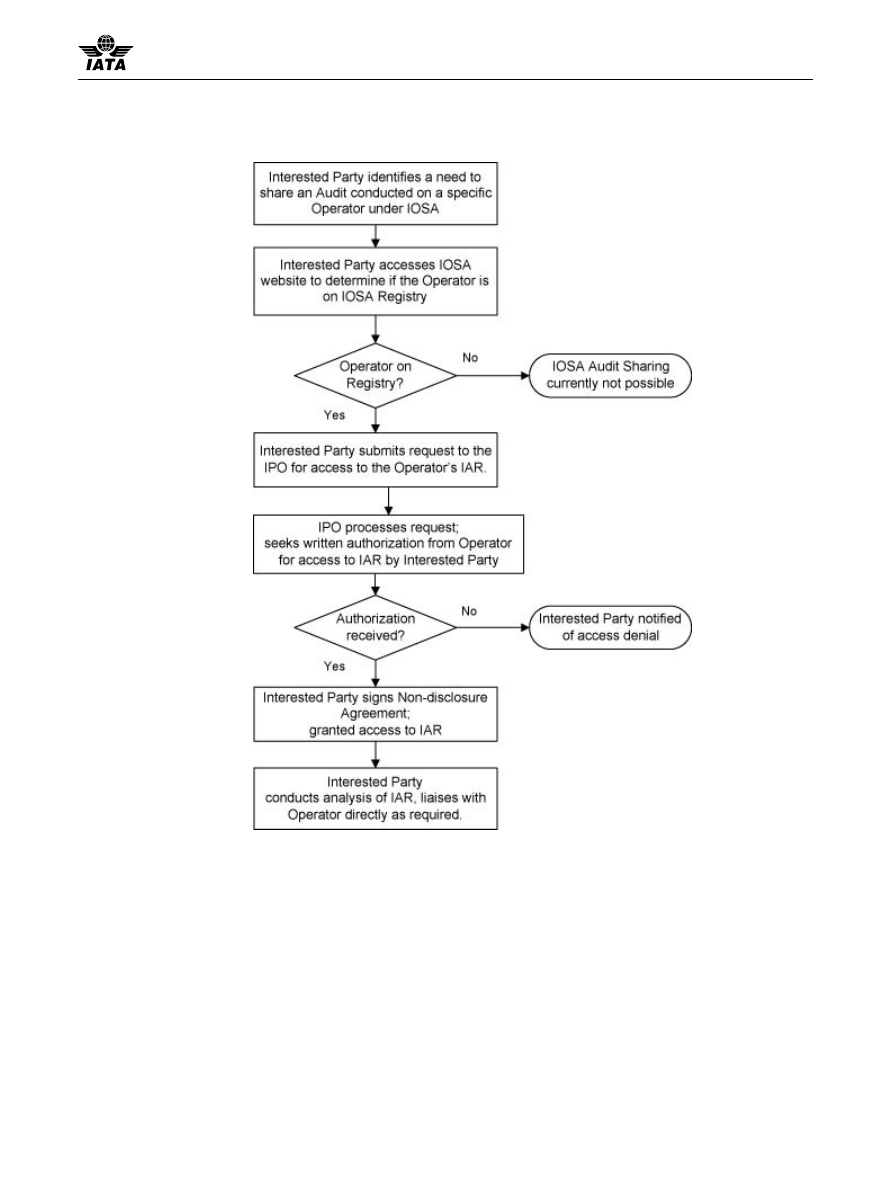 IATA
Interested Party identifies a need to
share an Audit conducted on a specific
Operator under IOSA
Interested Party accesses IOSA
website to determine if the Operator is
on IOSA Registry
Operator on
Registry?
No
IOSA Audit Sharing
currently not possible
Yes
Interested Party submits request to the
IPO for access to the Operator's IAR.
IPO processes request;
seeks written authorization from Operator
for access to IAR by Interested Party
Authorization
received?
No
Interested Party notified
of access denial
Yes
Interested Party signs Non-disclosure
Agreement;
granted access to IAR
Interested Party
conducts analysis of IAR, liaises with
Operator directly as required.